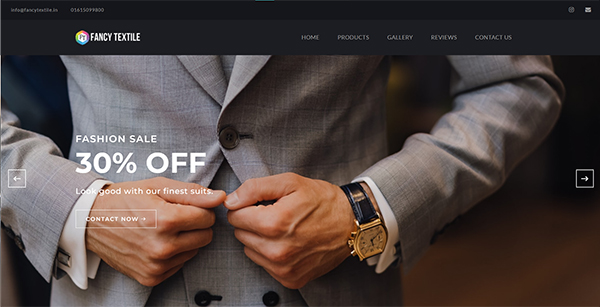 info@fancytextile.in 01615099800
FANCY TEXTILE
HOME PRODUCTS GALLERY REVIEWS CONTACT US
FASHION SALE
30% OFF
Look good with our finest suits.
CONTACT NOW →